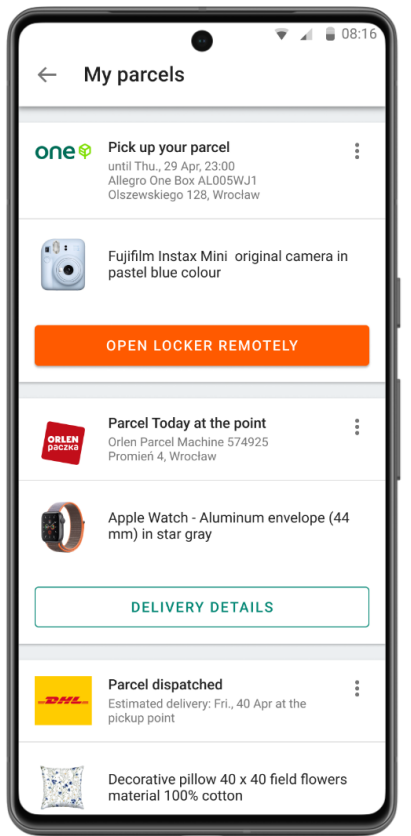 08:16
My parcels
one
Pick up your parcel
until Thu., 29 Apr, 23:00
Allegro One Box AL005WJ1
Olszewskiego 128, Wrocław
Fujifilm Instax Mini  original camera in
pastel blue colour
OPEN LOCKER REMOTELY
ORLEN
paczka
Parcel Today at the point
Orlen Parcel Machine 574925
Promień 4, Wrocław
Apple Watch - Aluminum envelope (44
mm) in star gray
DELIVERY DETAILS
DHL
Parcel dispatched
Estimated delivery: Fri., 40 Apr at the
pickup point
Decorative pillow 40 x 40 field flowers
material 100% cotton